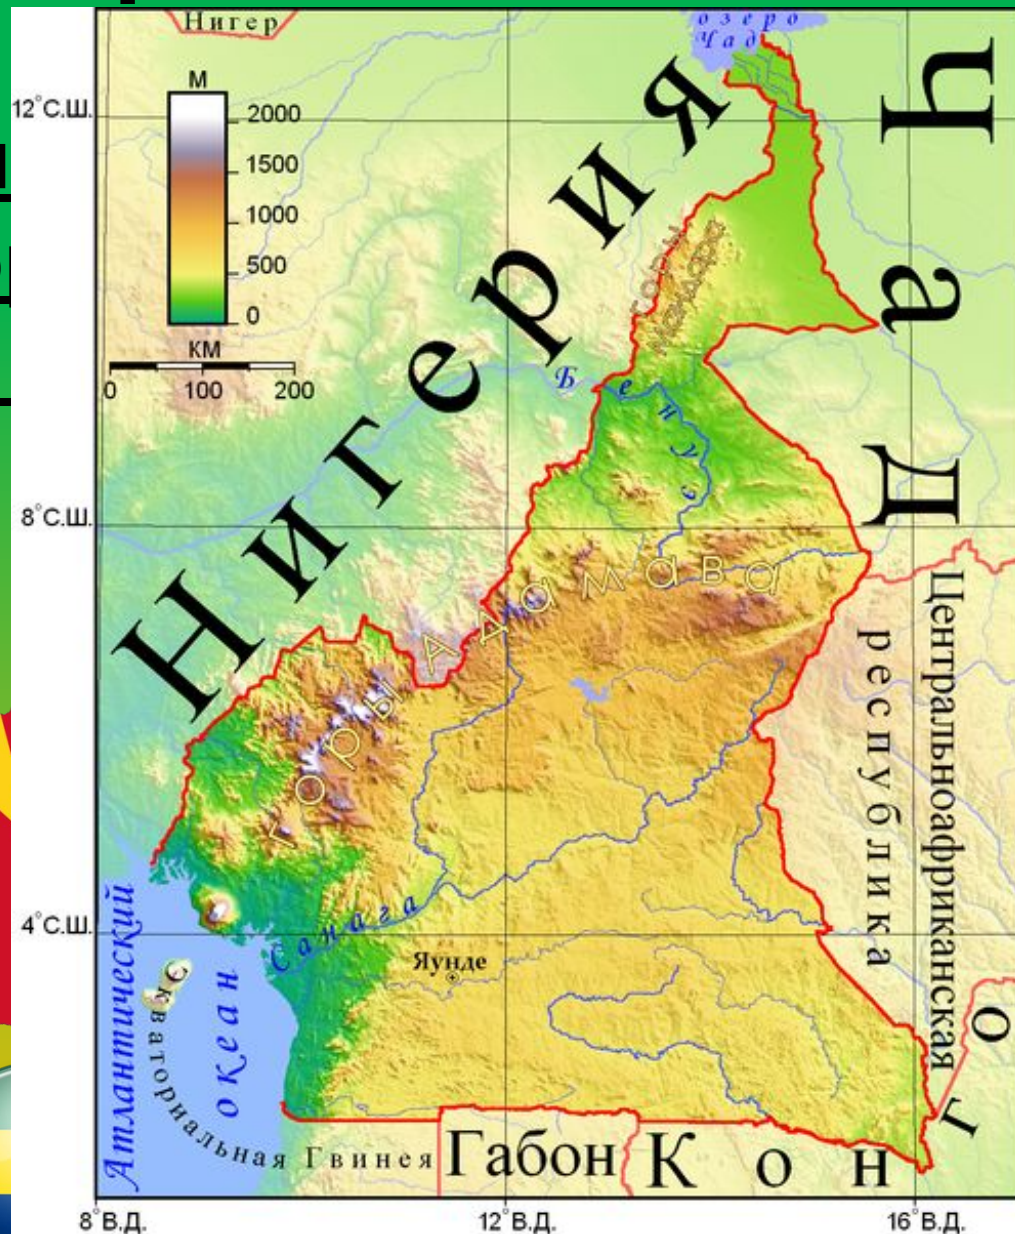 Нигер
озеро
Чад
М
2000
1500
1000
500
0
КМ
0 100 200
12°С.Ш.
8°С.Ш.
4°С.Ш.
Нигерия
Чад
горы
Мандара
Бенуэ
горы Адамава
Центральноафриканская
республика
Санага
Яунде
Атлантический
океан
Экваториальная Гвинея
Габон
Конго
8°В.Д.
12°В.Д.
16°В.Д.